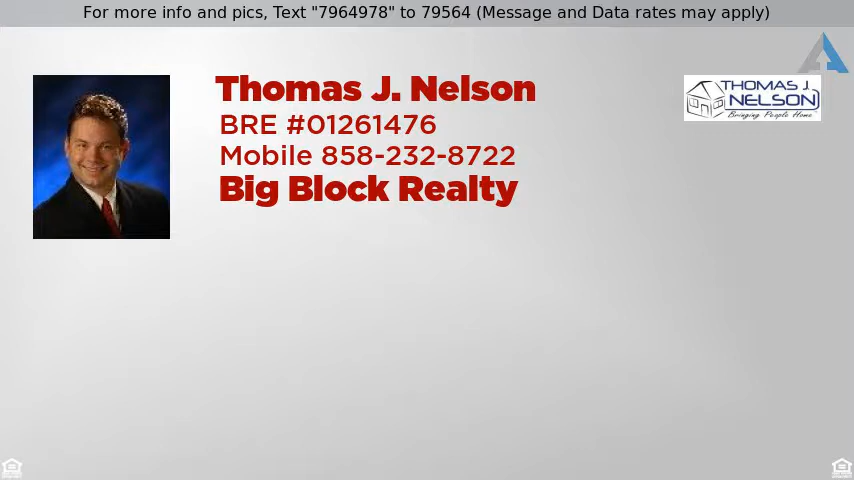 For more info and pics, Text "7964978" to 79564 (Message and Data rates may apply)
Thomas J. Nelson
BRE #01261476
Mobile 858-232-8722
Big Block Realty
THOMAS J.
NELSON
Bringing People Home